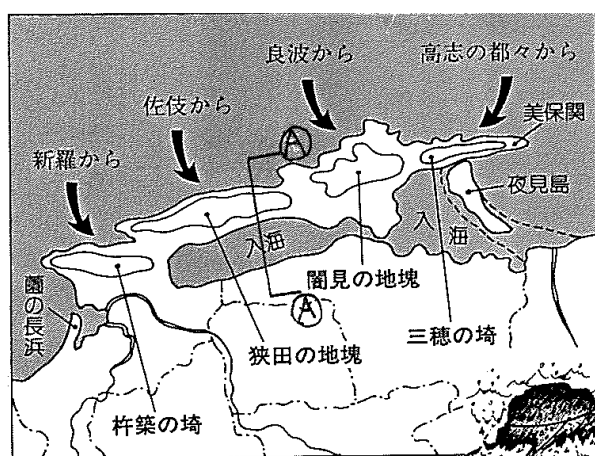 良波から
高志の都々から
佐伎から
新羅から
美保関
夜見島
Ⓐ
入海
入海
闇見の地塊
Ⓐ
薗の長浜
狭田の地塊
三穂の埼
杵築の埼